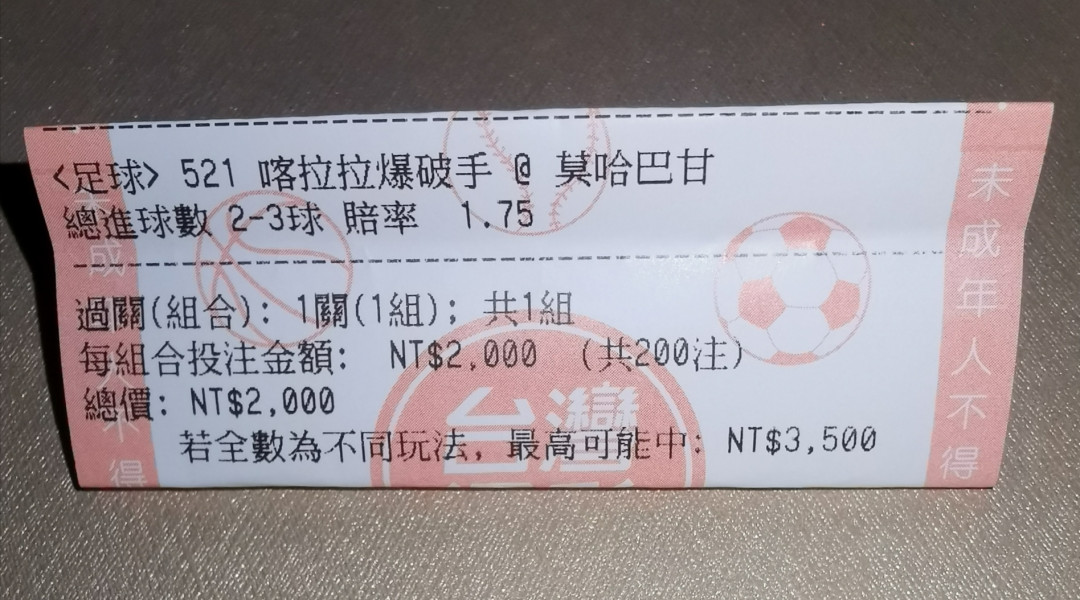 <足球> 521 喀拉拉爆破手 @ 莫哈巴甘
總進球數 2-3球 賠率 1.75
過關(組合): 1關(1組); 共1組
每組合投注金額: NT$2,000 (共200注)
總價: NT$2,000
若全數為不同玩法, 最高可能中: NT$3,500
台灣
未成年人不得